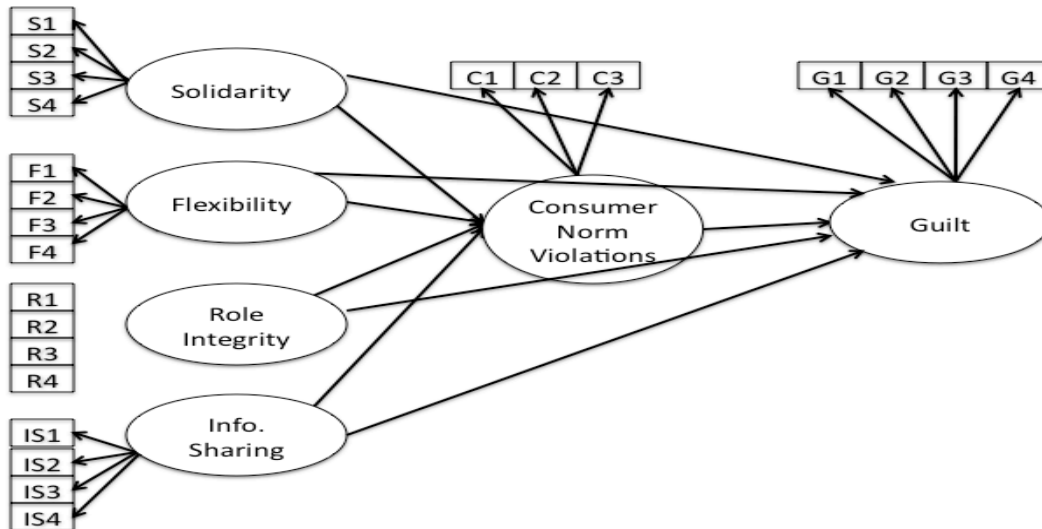 S1
S2
S3
S4
Solidarity
C1 C2 C3
G1 G2 G3 G4
F1
F2
F3
F4
Flexibility
Consumer
Norm
Violations
Guilt
R1
R2
R3
R4
Role
Integrity
IS1
IS2
IS3
IS4
Info.
Sharing